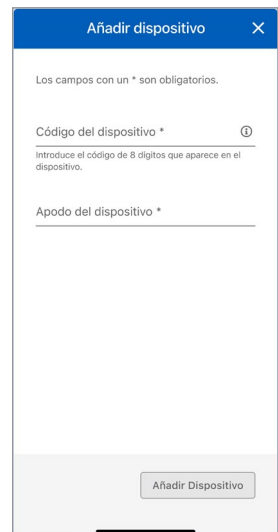 Añadir dispositivo
Los campos con un * son obligatorios.
Código del dispositivo *
Introduce el código de 8 dígitos que aparece en el
dispositivo.
Apodo del dispositivo *
Añadir Dispositivo